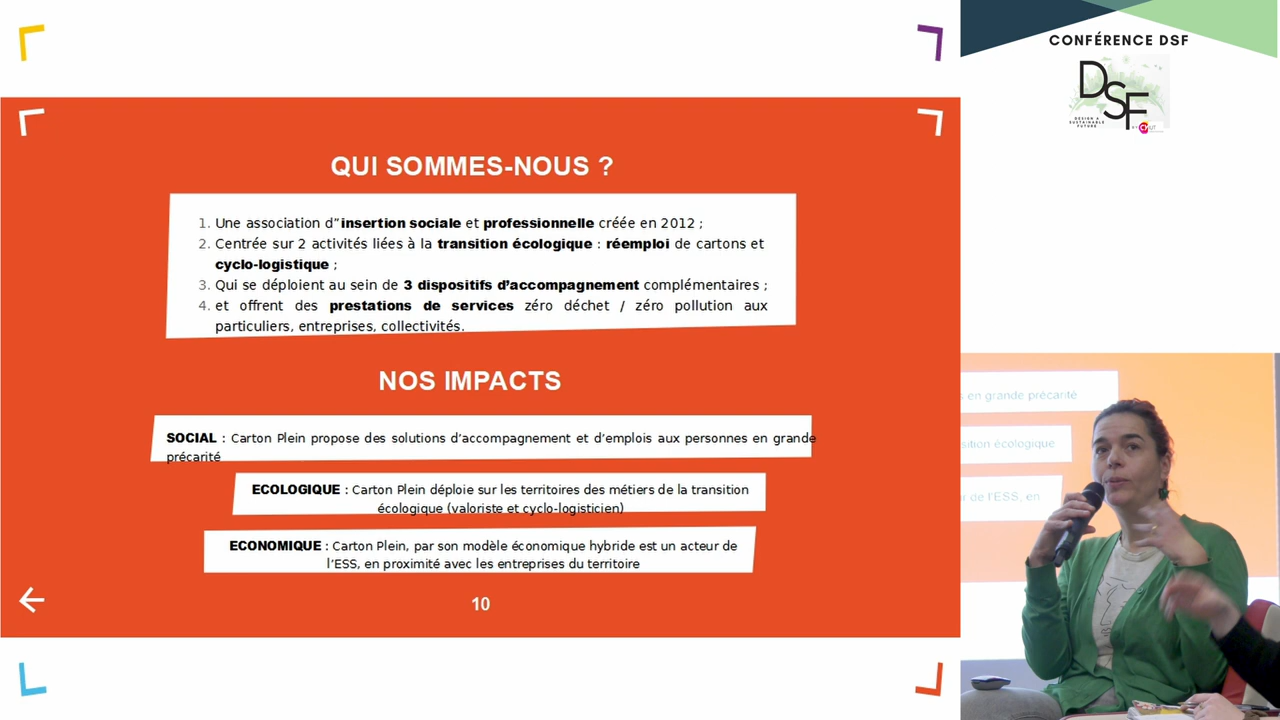 QUI SOMMES-NOUS ?
1. Une association d''insertion sociale et professionnelle créée en 2012 ;
2. Centrée sur 2 activités liées à la transition écologique : réemploi de cartons et
cyclo-logistique ;
3. Qui se déploient au sein de 3 dispositifs d’accompagnement complémentaires ;
4. et offrent des prestations de services zéro déchet / zéro pollution aux
particuliers, entreprises, collectivités.
NOS IMPACTS
SOCIAL : Carton Plein propose des solutions d’accompagnement et d’emplois aux personnes en grande
précarité
ECOLOGIQUE : Carton Plein déploie sur les territoires des métiers de la transition
écologique (valoriste et cyclo-logisticien)
ECONOMIQUE : Carton Plein, par son modèle économique hybride est un acteur de
l’ESS, en proximité avec les entreprises du territoire
10
CONFÉRENCE DSF
DSF
DESIGN A
SUSTAINABLE
FUTURE
s en grande précarité
sition écologique
ir de l'ESS, en